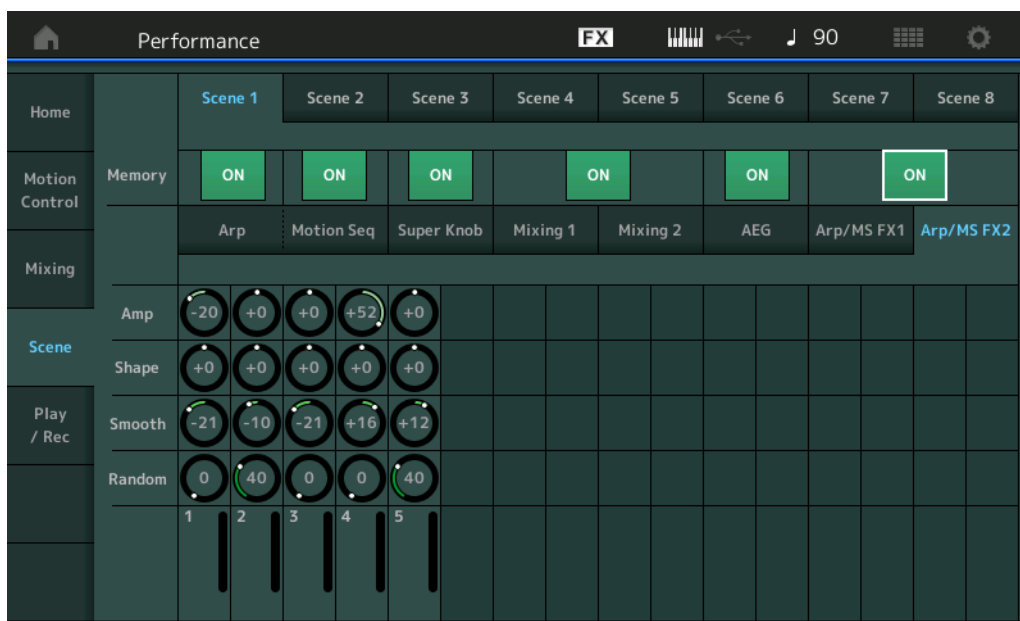 Performance FX 90
Home
Motion
Control
Mixing
Scene
Play
/ Rec
Scene 1 Scene 2 Scene 3 Scene 4 Scene 5 Scene 6 Scene 7 Scene 8
Memory ON ON ON ON ON ON
Arp Motion Seq Super Knob Mixing 1 Mixing 2 AEG Arp/MS FX1 Arp/MS FX2
Amp -20 +0 +0 +52 +0
Shape +0 +0 +0 +0 +0
Smooth -21 -10 -21 +16 +12
Random 0 40 0 0 40
1 2 3 4 5